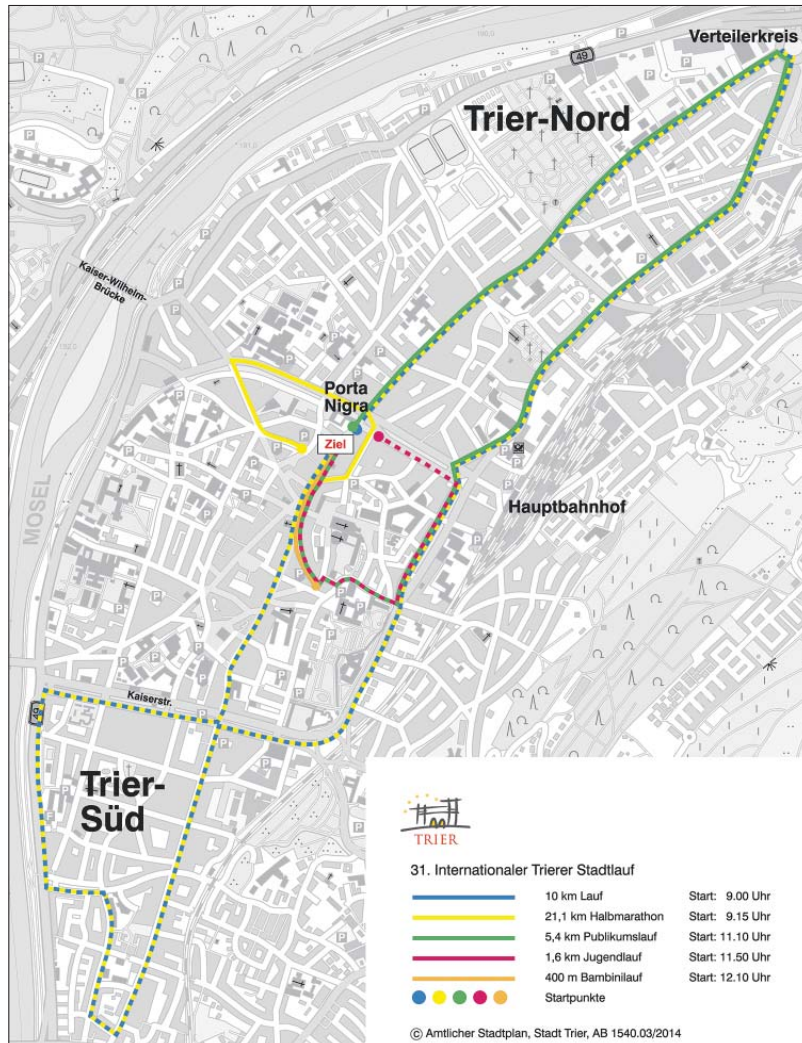 Verteilerkreis
49
Trier-Nord
Kaiser-Wilhelm-
Brücke
Porta
Nigra
Ziel
Hauptbahnhof
MOSEL
Kaiserstr.
49
Trier-
Süd
TRIER
31. Internationaler Trierer Stadtlauf
10 km Lauf Start: 9.00 Uhr
21,1 km Halbmarathon Start: 9.15 Uhr
5,4 km Publikumslauf Start: 11.10 Uhr
1,6 km Jugendlauf Start: 11.50 Uhr
400 m Bambinilauf Start: 12.10 Uhr
Startpunkte
© Amtlicher Stadtplan, Stadt Trier, AB 1540.03/2014